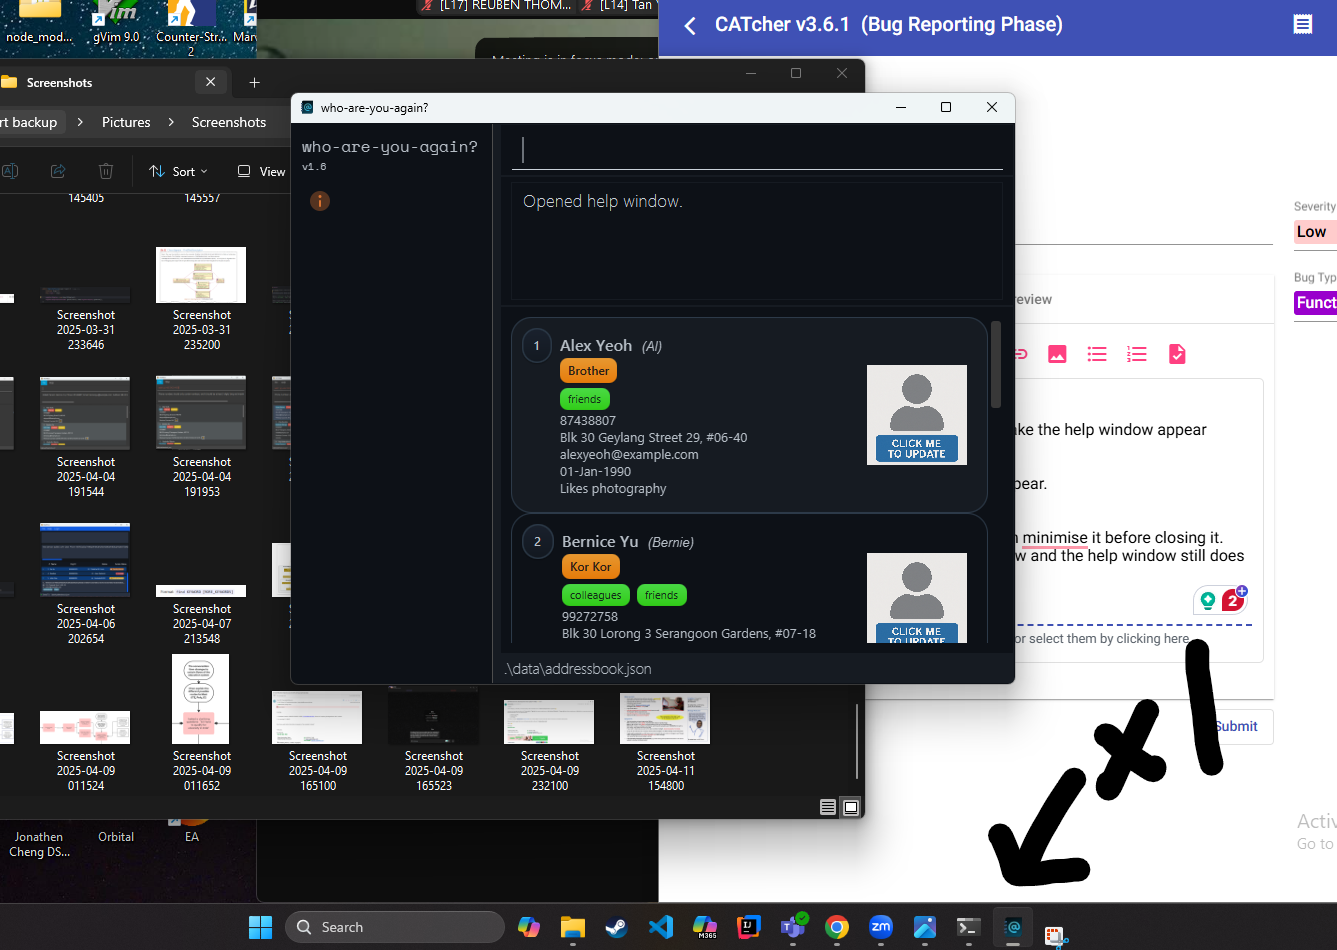 [L17] REUBEN THOM...
[L14] Tan
node_mod...
gVim 9.0
Counter-Str...
2
CATcher v3.6.1 (Bug Reporting Phase)
Screenshots
rt backup > Pictures > Screenshots
Sort
View
145405
145557
Screenshot
2025-03-31
233646
Screenshot
2025-03-31
235200
Screenshot
2025-04-04
191544
Screenshot
2025-04-04
191953
Screenshot
2025-04-06
202654
Screenshot
2025-04-07
213548
Screenshot
2025-04-09
011524
Screenshot
2025-04-09
011652
Screenshot
2025-04-09
165100
Screenshot
2025-04-09
165523
Screenshot
2025-04-09
232100
Screenshot
2025-04-11
154800
who-are-you-again?
who-are-you-again?
v1.6
Opened help window.
1
Alex Yeoh (Al)
Brother
friends
87438807
Blk 30 Geylang Street 29, #06-40
alexyeoh@example.com
01-Jan-1990
Likes photography
CLICK ME
TO UPDATE
2
Bernice Yu (Bernie)
Kor Kor
colleagues friends
99272758
Blk 30 Lorong 3 Serangoon Gardens, #07-18
CLICK ME
TO UPDATE
.\data\addressbook.json
Severity
Low
Bug Typ
Funct
review
ake the help window appear
pear.
minimise it before closing it.
w and the help window still does
2
or select them by clicking here
Submit
x1
Activ
Go to
Jonathen
Cheng DS...
Orbital
EA
Search
M365
zm